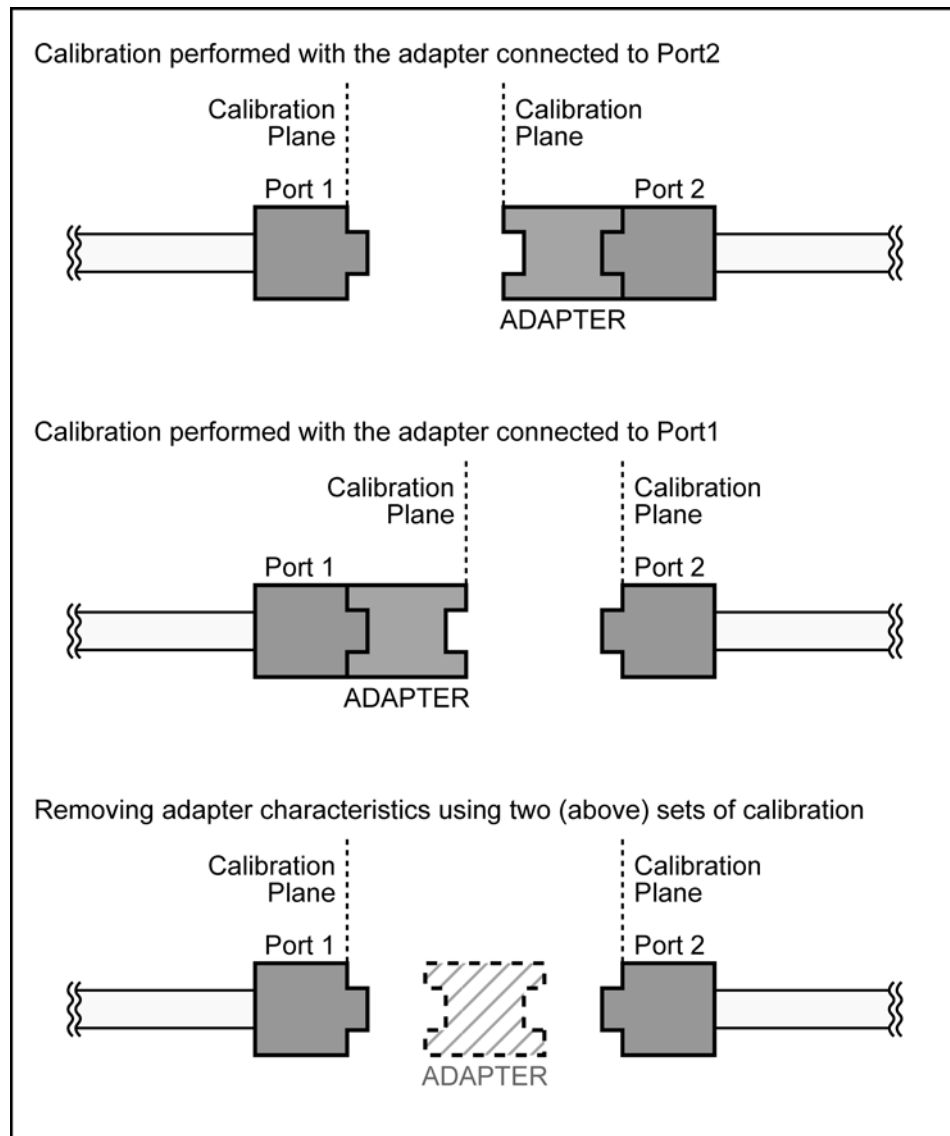 Calibration performed with the adapter connected to Port2
Calibration
Plane
Calibration
Plane
Port 1
Port 2
ADAPTER
Calibration performed with the adapter connected to Port1
Calibration
Plane
Calibration
Plane
Port 1
Port 2
ADAPTER
Removing adapter characteristics using two (above) sets of calibration
Calibration
Plane
Calibration
Plane
Port 1
Port 2
ADAPTER